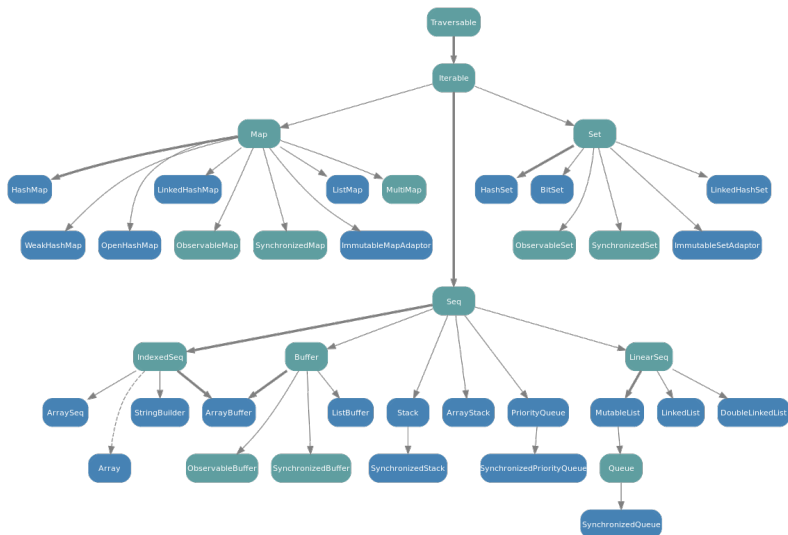 Traversable
Iterable
Map
Set
HashMap
LinkedHashMap
ListMap
MultiMap
HashSet
BitSet
LinkedHashSet
WeakHashMap
OpenHashMap
ObservableMap
SynchronizedMap
ImmutableMapAdaptor
ObservableSet
SynchronizedSet
ImmutableSetAdaptor
Seq
IndexedSeq
Buffer
LinearSeq
ArraySeq
StringBuilder
ArrayBuffer
ListBuffer
Stack
ArrayStack
PriorityQueue
MutableList
LinkedList
DoubleLinkedList
Array
ObservableBuffer
SynchronizedBuffer
SynchronizedStack
SynchronizedPriorityQueue
Queue
SynchronizedQueue